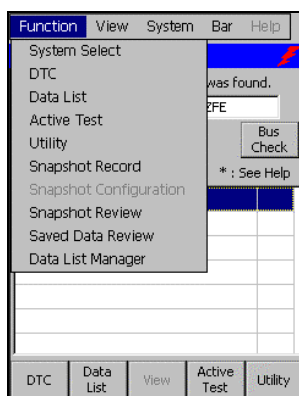 Function View System Bar Help
System Select
DTC
was found.
Data List
ZFE
Active Test
Utility
Bus
Check
Snapshot Record
* : See Help
Snapshot Configuration
Snapshot Review
Saved Data Review
Data List Manager
DTC
Data
List
View
Active
Test
Utility